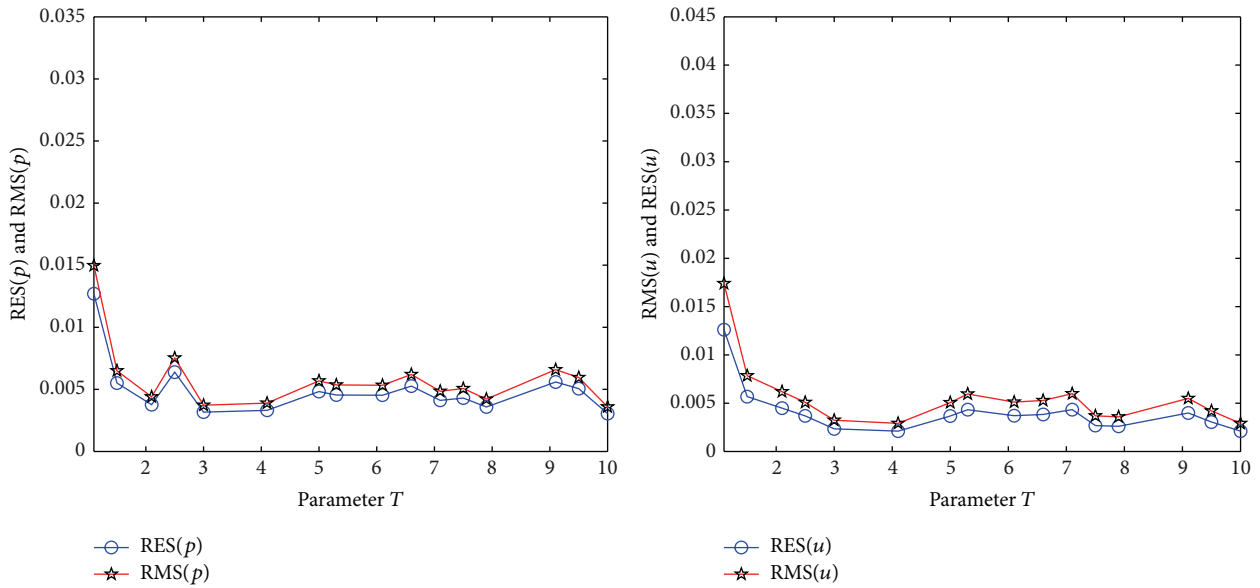 0.035
0.03
0.025
0.02
0.015
0.01
0.005
0
RES(p) and RMS(p)
2 3 4 5 6 7 8 9 10
Parameter T
RES(p)
RMS(p)
0.045
0.04
0.035
0.03
0.025
0.02
0.015
0.01
0.005
0
RMS(u) and RES(u)
2 3 4 5 6 7 8 9 10
Parameter T
RES(u)
RMS(u)